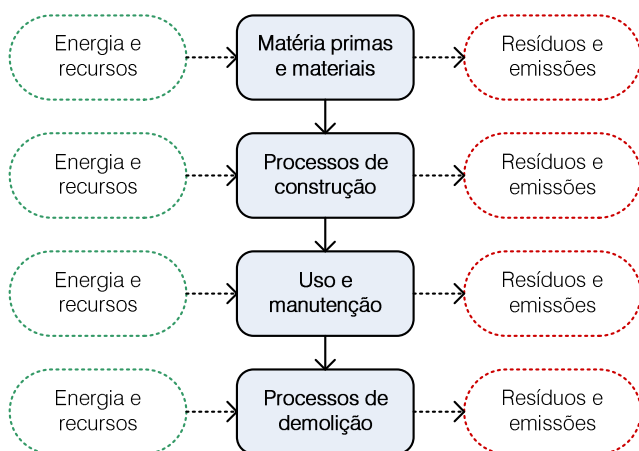 Energia e
recursos
Matéria primas
e materiais
Resíduos e
emissões
Energia e
recursos
Processos de
construção
Resíduos e
emissões
Energia e
recursos
Uso e
manutenção
Resíduos e
emissões
Energia e
recursos
Processos de
demolição
Resíduos e
emissões